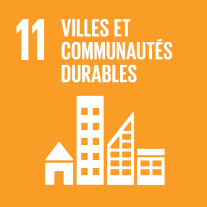 11 VILLES ET
COMMUNAUTÉS
DURABLES